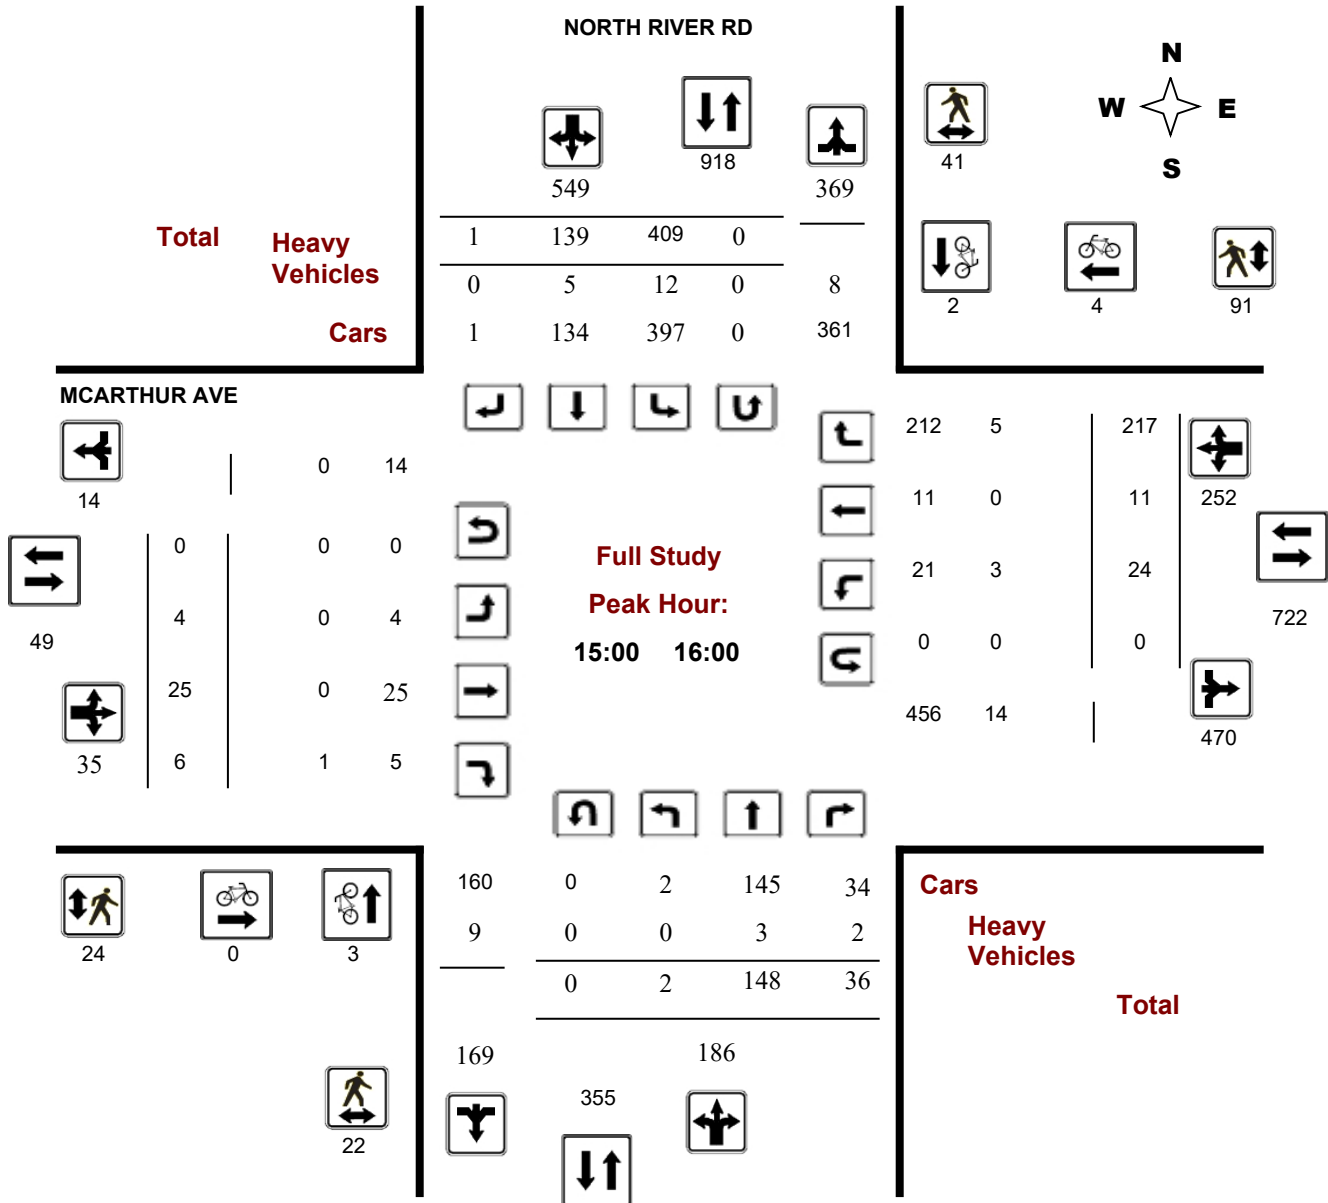 NORTH RIVER RD
N
W E
S
918
41
549 369
Total Heavy Vehicles 1 139 409 0
0 5 12 0 8
2 4 91
Cars 1 134 397 0 361
MCARTHUR AVE
212 5 217
0 14
14 11 0 11 252
0 0 0
Full Study
21 3 24
Peak Hour:
4 0 4 722
49 15:00 16:00 0 0 0
25 0 25
456 14
470
35 6 1 5
160 0 2 145 34 Cars
9 0 0 3 2 Heavy Vehicles
24 0 3
0 2 148 36
Total
169 186
355
22